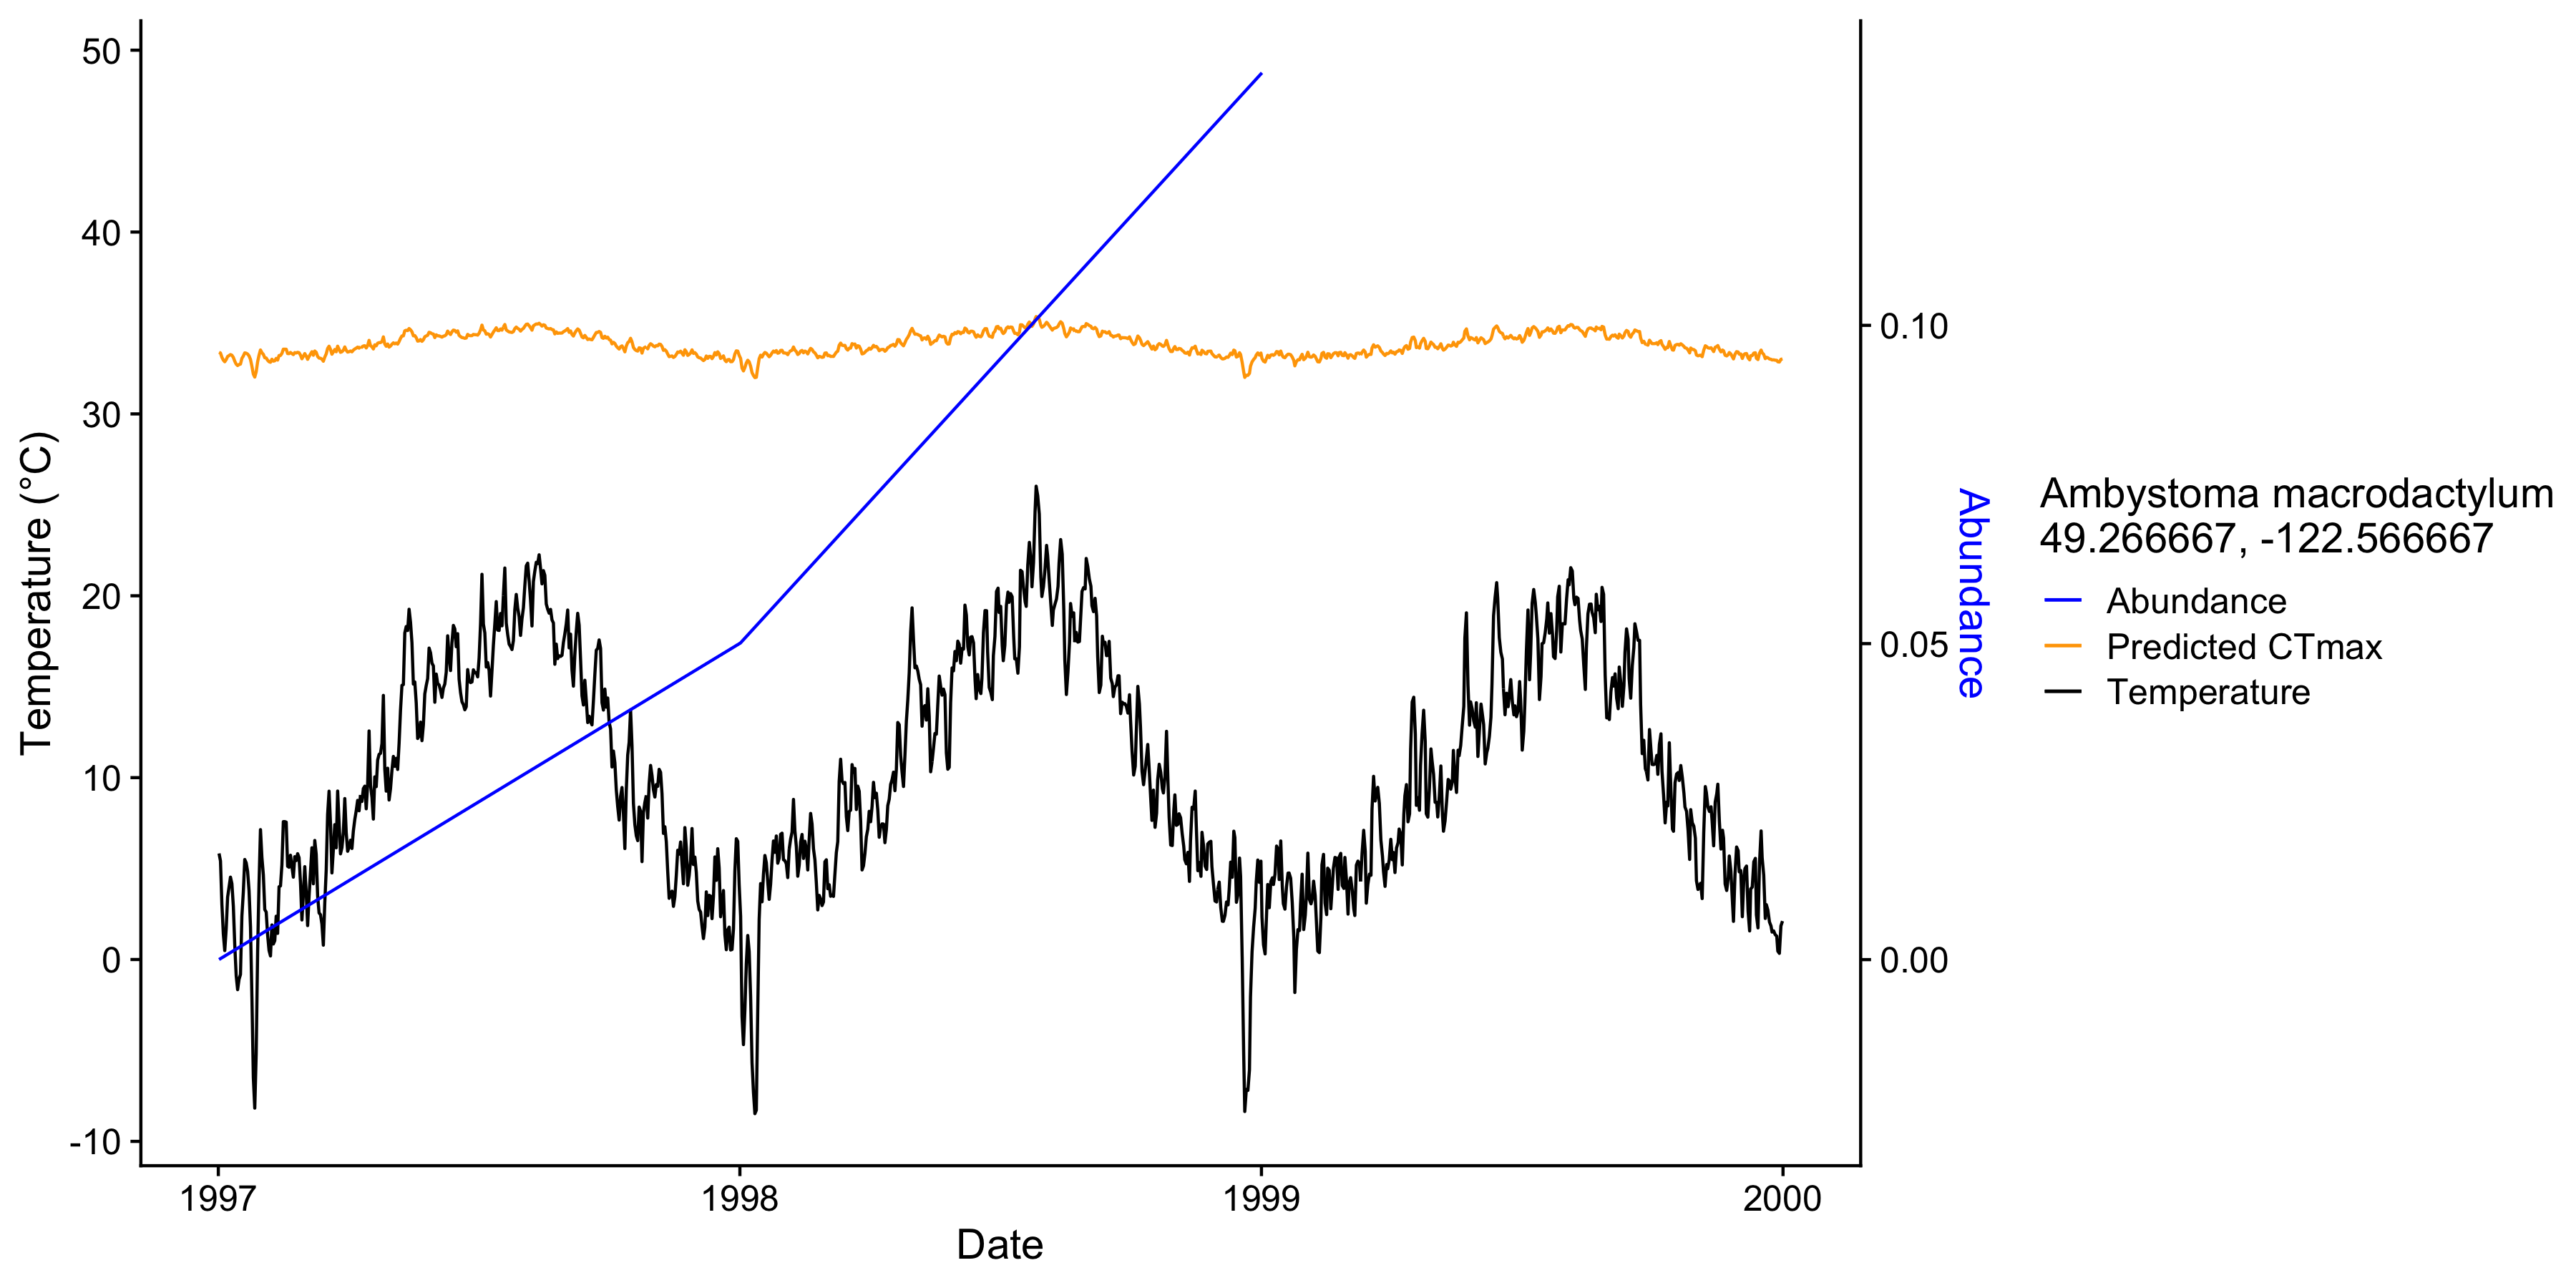 50
40
30
20
10
0
-10
Temperature (°C)
1997
1998
1999
2000
Date
0.10
0.05
0.00
Abundance
Ambystoma macrodactylum
49.266667, -122.566667
Abundance
Predicted CTmax
Temperature